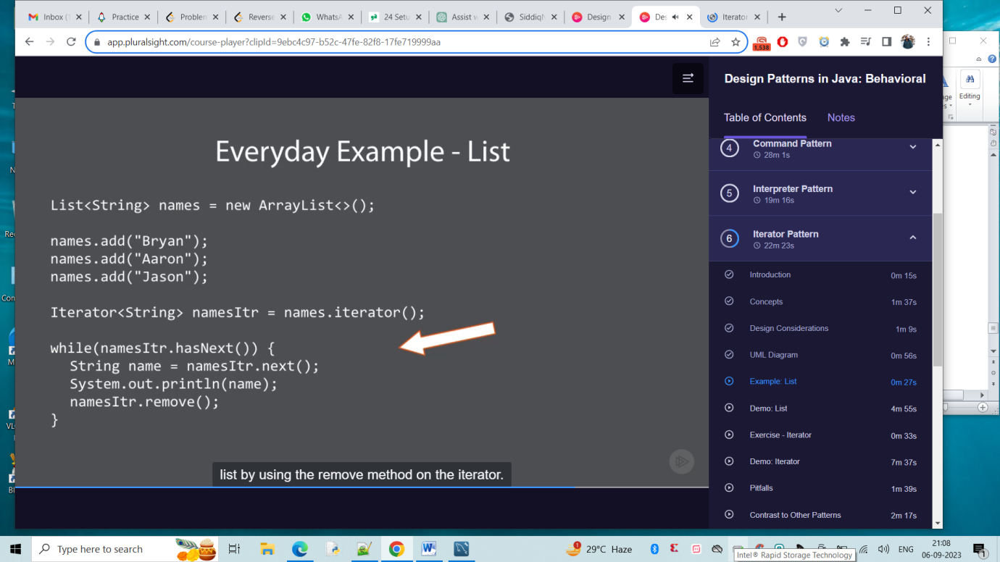 Inbox (
Practice
Problen
Reverse
WhatsA
24 Setu
Assist w
SiddiqN
Design
Des
Iterator
app.pluralsight.com/course-player?clipId=9ebc4c97-b52c-47fe-82f8-17fe719999aa
1,538
Design Patterns in Java: Behavioral
Table of Contents Notes
Everyday Example - List
List<String> names = new ArrayList<>();
names.add("Bryan");
names.add("Aaron");
names.add("Jason");
Iterator<String> namesItr = names.iterator();
while(namesItr.hasNext()) {
String name = namesItr.next();
System.out.println(name);
namesItr.remove();
}
list by using the remove method on the iterator.
4 Command Pattern
28m 1s
5 Interpreter Pattern
19m 16s
6 Iterator Pattern
22m 23s
Introduction 0m 15s
Concepts 1m 37s
Design Considerations 1m 9s
UML Diagram 0m 56s
Example: List 0m 27s
Demo: List 4m 55s
Exercise - Iterator 0m 33s
Demo: Iterator 7m 37s
Pitfalls 1m 39s
Contrast to Other Patterns 2m 17s
Editing
Type here to search
1
29°C Haze
ENG
21:08
06-09-2023
1
Intel® Rapid Storage Technology